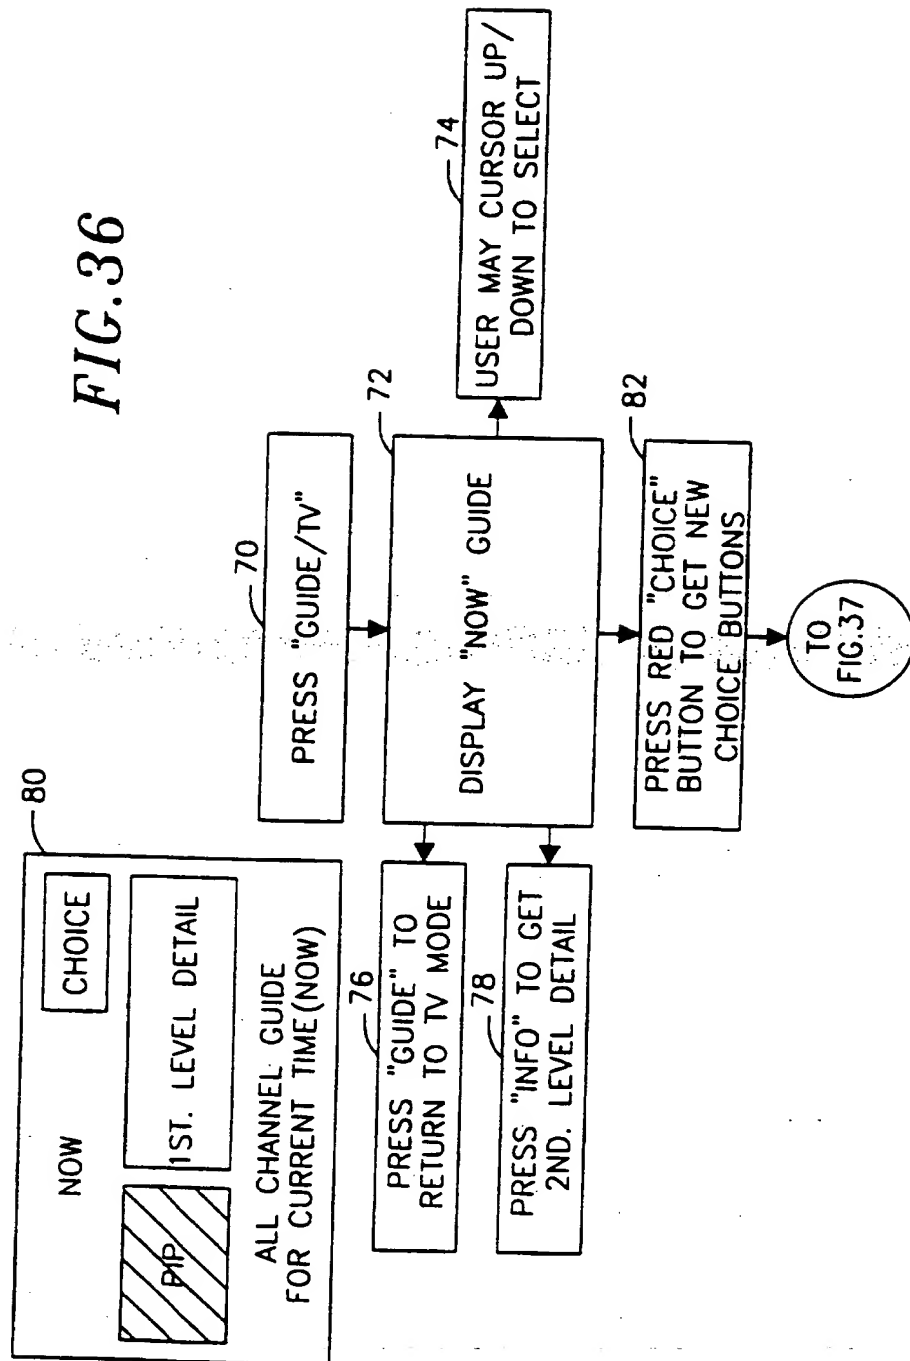 FIG.36
80
NOW
CHOICE
PIP
1ST. LEVEL DETAIL
ALL CHANNEL GUIDE
FOR CURRENT TIME(NOW)
70
PRESS "GUIDE/TV"
72
DISPLAY "NOW" GUIDE
74
USER MAY CURSOR UP/
DOWN TO SELECT
76
PRESS "GUIDE" TO
RETURN TO TV MODE
78
PRESS "INFO" TO GET
2ND. LEVEL DETAIL
82
PRESS RED "CHOICE"
BUTTON TO GET NEW
CHOICE BUTTONS
TO
FIG.37